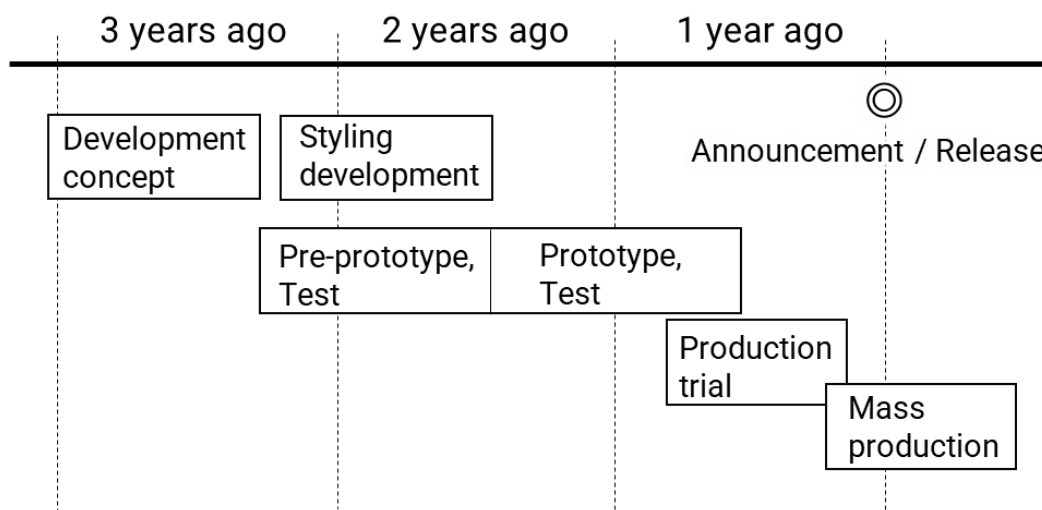 3 years ago
2 years ago
1 year ago
Development
concept
Styling
development
Announcement / Release
Pre-prototype,
Test
Prototype,
Test
Production
trial
Mass
production